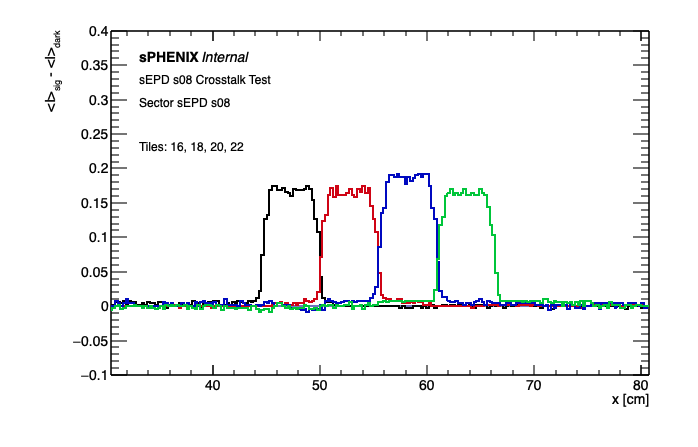 <I>sig - <I>dark
0.4
0.35
0.3
0.25
0.2
0.15
0.1
0.05
0
−0.05
−0.1
sPHENIX Internal
sEPD s08 Crosstalk Test
Sector sEPD s08
Tiles: 16, 18, 20, 22
40 50 60 70 80
x [cm]